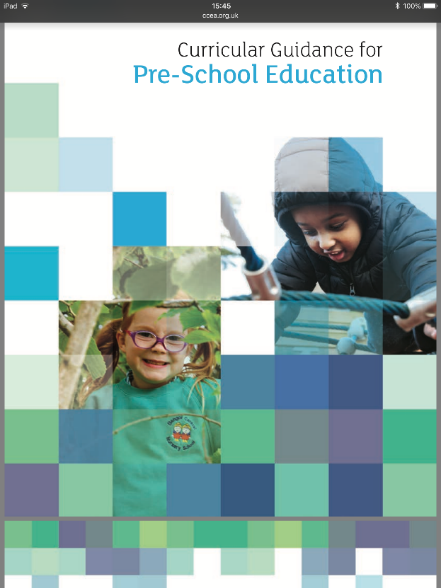 iPad
15:45
100%
ccea.org.uk
Curricular Guidance for
Pre-School Education